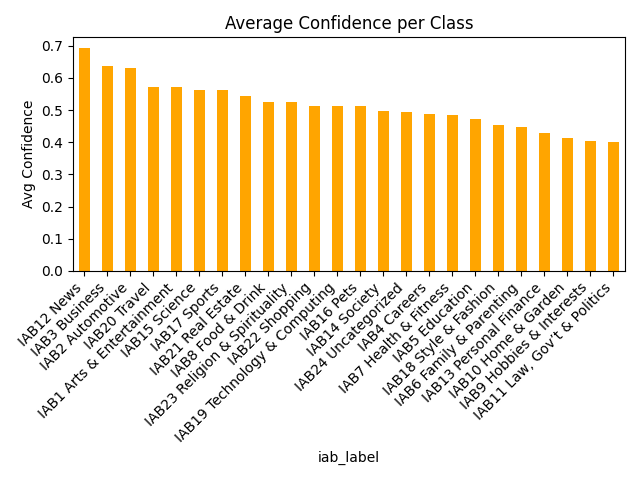 Average Confidence per Class
Avg Confidence
0.7
0.6
0.5
0.4
0.3
0.2
0.1
0.0
IAB12 News
IAB3 Business
IAB2 Automotive
IAB20 Travel
IAB1 Arts & Entertainment
IAB15 Science
IAB17 Sports
IAB21 Real Estate
IAB8 Food & Drink
IAB23 Religion & Spirituality
IAB22 Shopping
IAB19 Technology & Computing
IAB16 Pets
IAB14 Society
IAB24 Uncategorized
IAB4 Careers
IAB7 Health & Fitness
IAB5 Education
IAB18 Style & Fashion
IAB6 Family & Parenting
IAB13 Personal Finance
IAB10 Home & Garden
IAB9 Hobbies & Interests
IAB11 Law, Gov't & Politics
iab_label